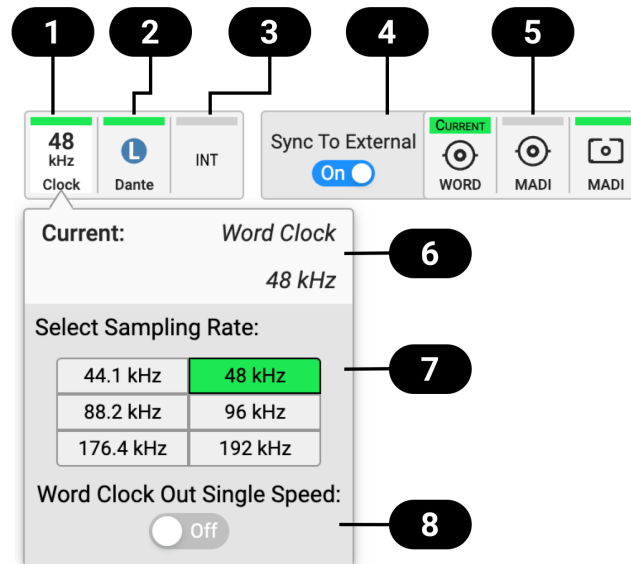 1 2 3 4 5
48
kHz
Clock
L
Dante
INT
Sync To External
On
CURRENT
WORD
MADI
MADI
Current: Word Clock
48 kHz
6
Select Sampling Rate:
44.1 kHz 48 kHz
7
88.2 kHz 96 kHz
176.4 kHz 192 kHz
Word Clock Out Single Speed:
Off
8